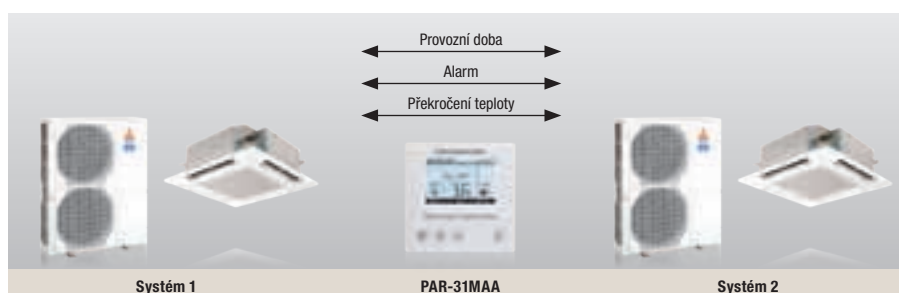 Provozní doba
Alarm
Překročení teploty
Systém 1
PAR-31MAA
Systém 2